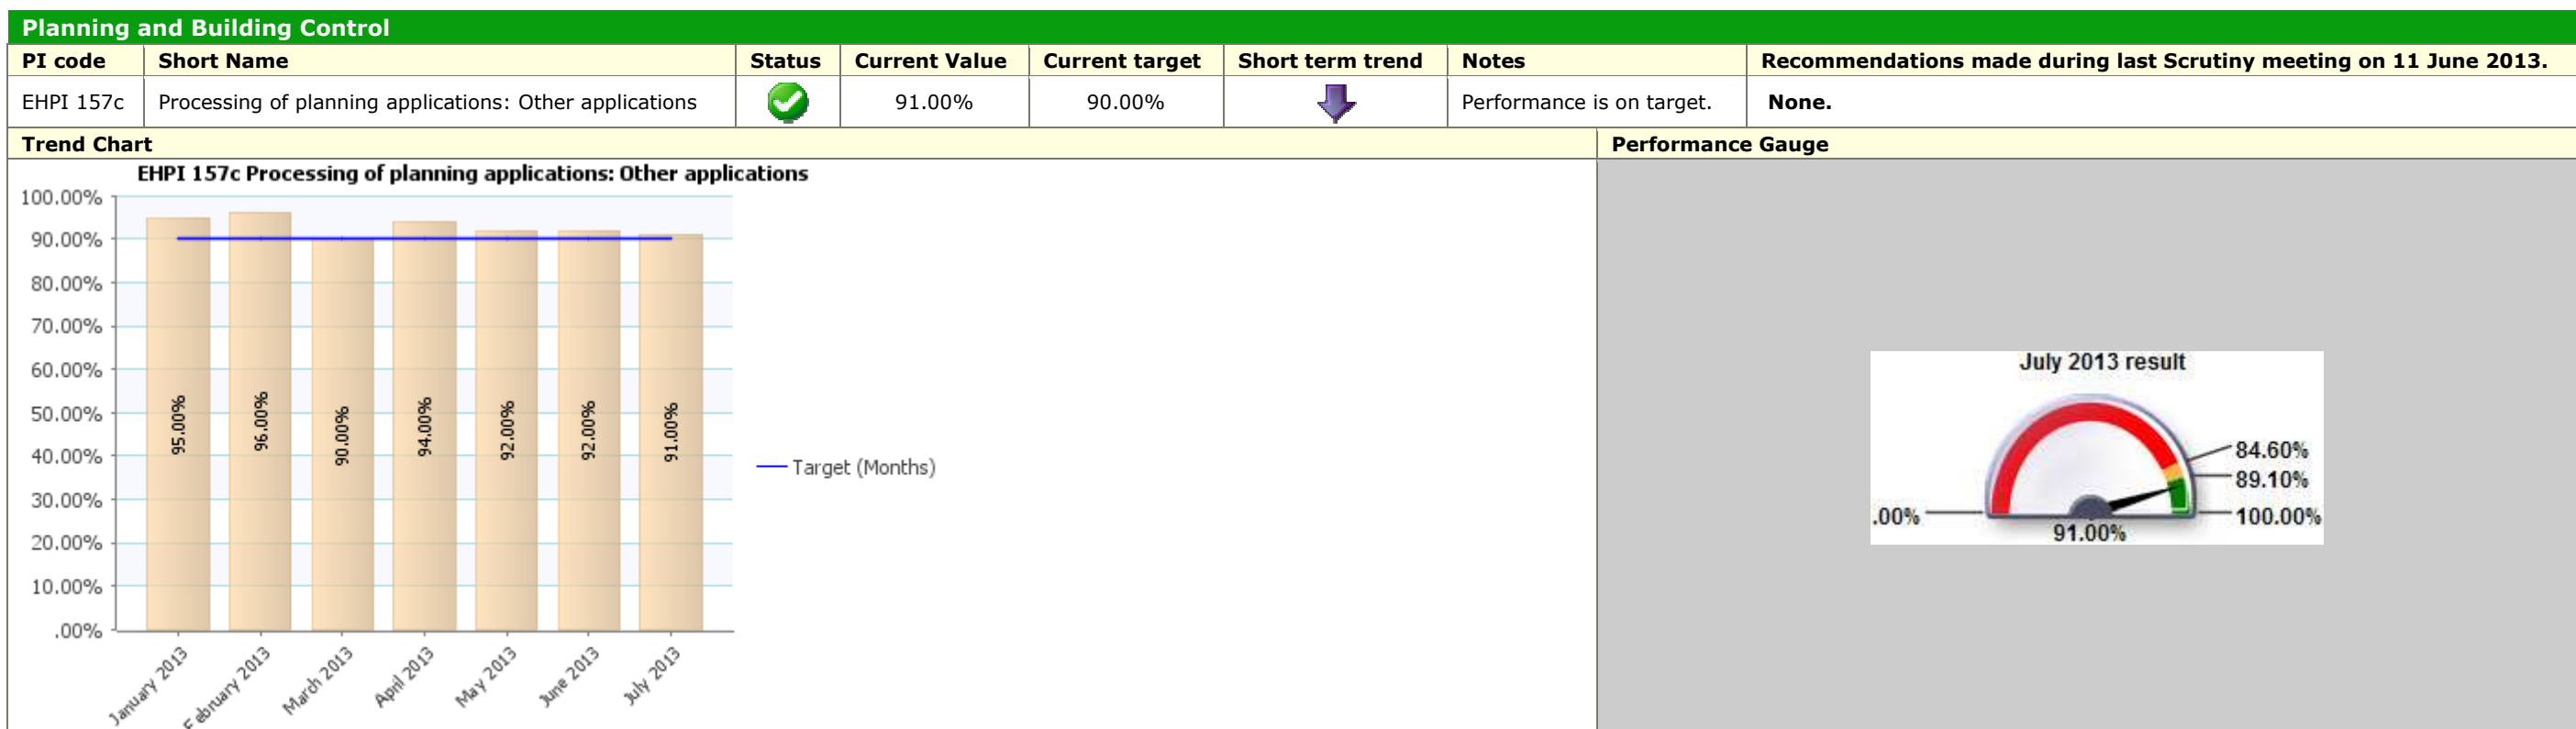 Planning and Building Control
PI code Short Name Status Current Value Current target Short term trend Notes Recommendations made during last Scrutiny meeting on 11 June 2013.
EHPI 157c Processing of planning applications: Other applications 91.00% 90.00% Performance is on target. None.
Trend Chart Performance Gauge
EHPI 157c Processing of planning applications: Other applications
100.00%
90.00%
80.00%
70.00%
60.00%
50.00%
40.00%
30.00%
20.00%
10.00%
.00%
95.00% 96.00% 90.00% 94.00% 92.00% 92.00% 91.00%
January 2013 February 2013 March 2013 April 2013 May 2013 June 2013 July 2013
Target (Months)
July 2013 result
84.60%
89.10%
.00% 100.00%
91.00%